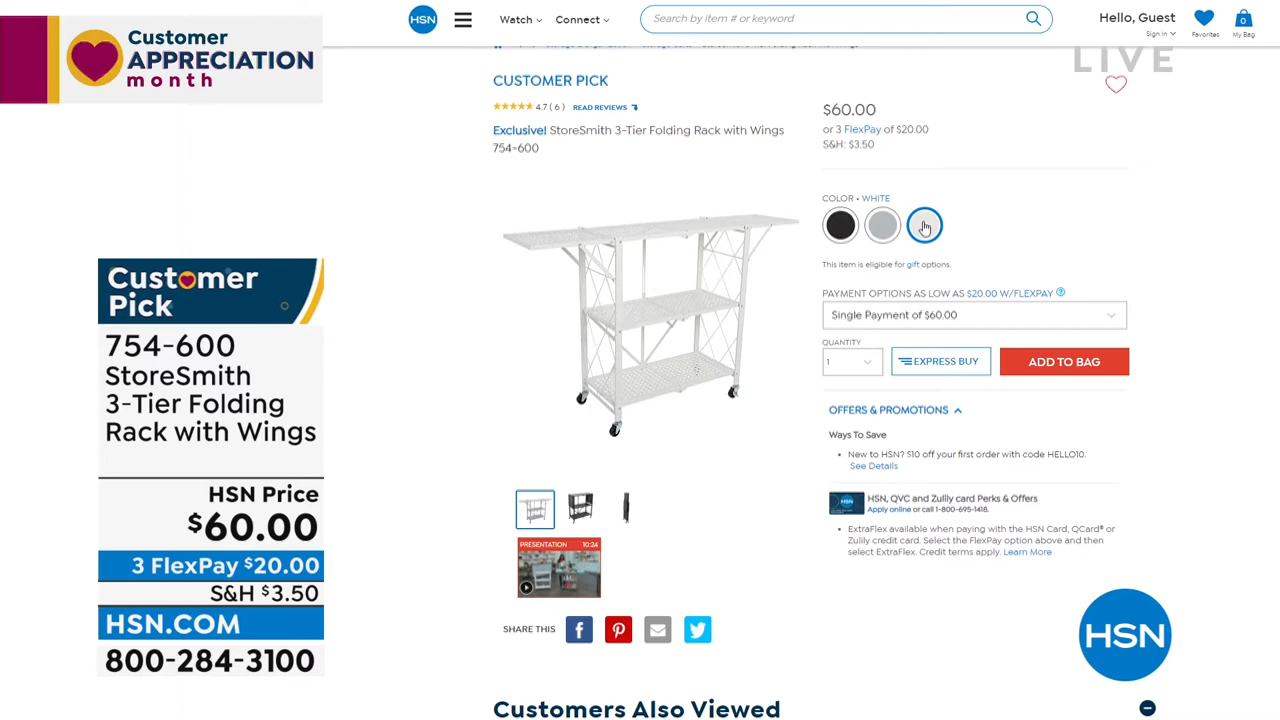 Customer
APPRECIATION
month
HSN
Watch
Connect
Search by item # or keyword
Hello, Guest
Sign In
Favorites
0
My Bag
LIVE
CUSTOMER PICK
4.7 ( 6 ) READ REVIEWS
Exclusive! StoreSmith 3-Tier Folding Rack with Wings
754-600
$60.00
or 3 FlexPay of $20.00
S&H: $3.50
COLOR • WHITE
This item is eligible for gift options.
PAYMENT OPTIONS AS LOW AS $20.00 W/FLEXPAY ?
Single Payment of $60.00
QUANTITY
1
EXPRESS BUY
ADD TO BAG
OFFERS & PROMOTIONS
Ways To Save
• New to HSN? $10 off your first order with code HELLO10.
See Details
HSN, QVC and Zulily card Perks & Offers
Apply online or call 1-800-695-1418.
• ExtraFlex available when paying with the HSN Card, QCard® or
Zulily credit card. Select the FlexPay option above and then
select ExtraFlex. Credit terms apply. Learn More
PRESENTATION 10:24
SHARE THIS
Customers Also Viewed
Customer
Pick
754-600
StoreSmith
3-Tier Folding
Rack with Wings
HSN Price
$60.00
3 FlexPay $20.00
S&H $3.50
HSN.COM
800-284-3100
HSN